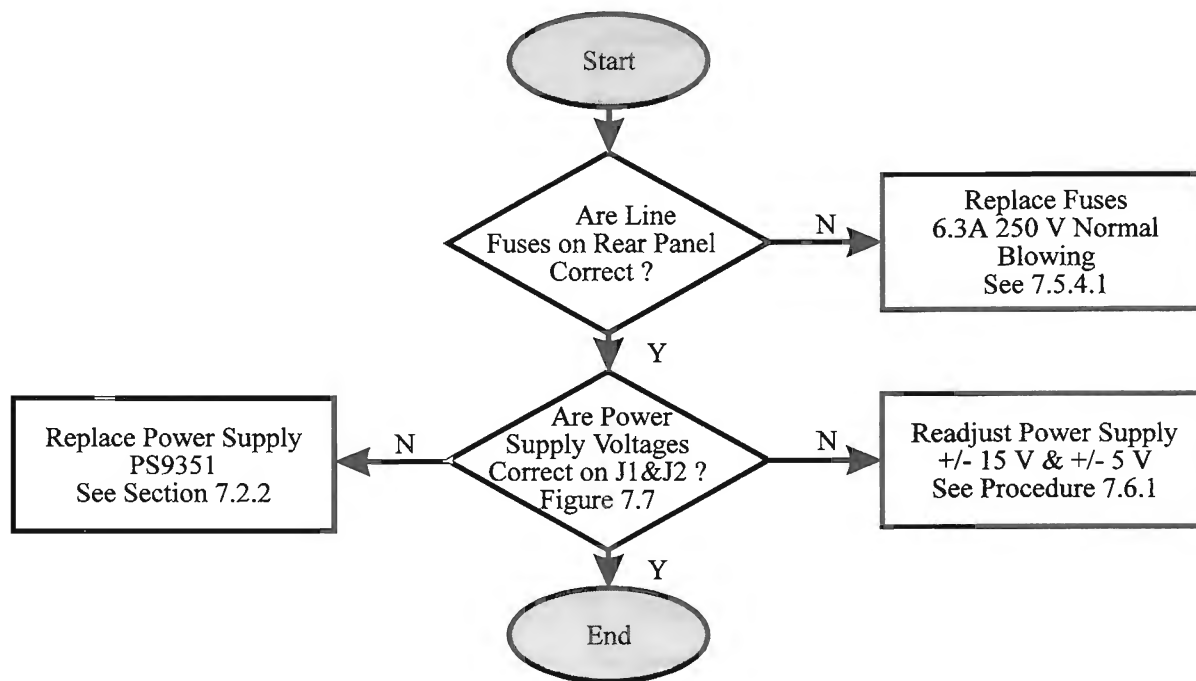 Start
Are Line
Fuses on Rear Panel
Correct ?
N
Replace Fuses
6.3A 250 V Normal
Blowing
See 7.5.4.1
Y
Replace Power Supply
PS9351
See Section 7.2.2
N
Are Power
Supply Voltages
Correct on J1&J2 ?
Figure 7.7
N
Readjust Power Supply
+/- 15 V & +/- 5 V
See Procedure 7.6.1
Y
End